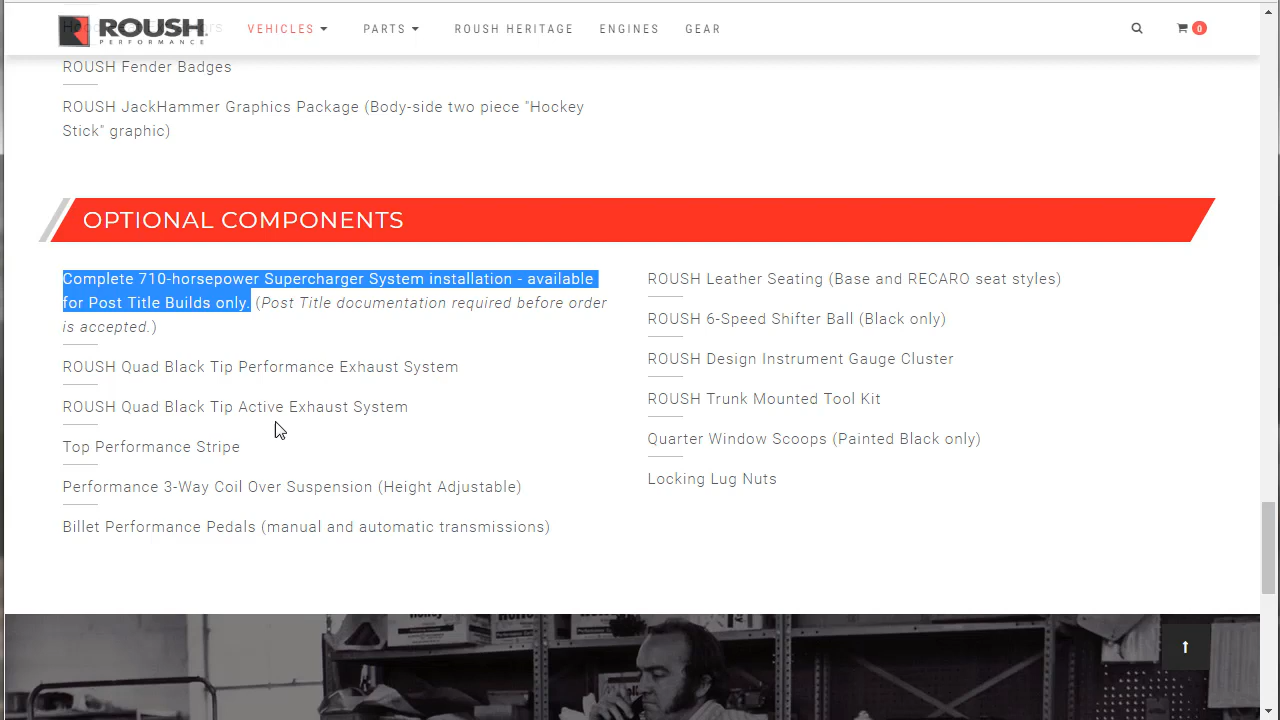 ROUSH
PERFORMANCE
VEHICLES
PARTS
ROUSH HERITAGE
ENGINES
GEAR
0
ROUSH Fender Badges
ROUSH JackHammer Graphics Package (Body-side two piece "Hockey
Stick" graphic)
OPTIONAL COMPONENTS
Complete 710-horsepower Supercharger System installation - available
for Post Title Builds only. (Post Title documentation required before order
is accepted.)
ROUSH Quad Black Tip Performance Exhaust System
ROUSH Quad Black Tip Active Exhaust System
Top Performance Stripe
Performance 3-Way Coil Over Suspension (Height Adjustable)
Billet Performance Pedals (manual and automatic transmissions)
ROUSH Leather Seating (Base and RECARO seat styles)
ROUSH 6-Speed Shifter Ball (Black only)
ROUSH Design Instrument Gauge Cluster
ROUSH Trunk Mounted Tool Kit
Quarter Window Scoops (Painted Black only)
Locking Lug Nuts